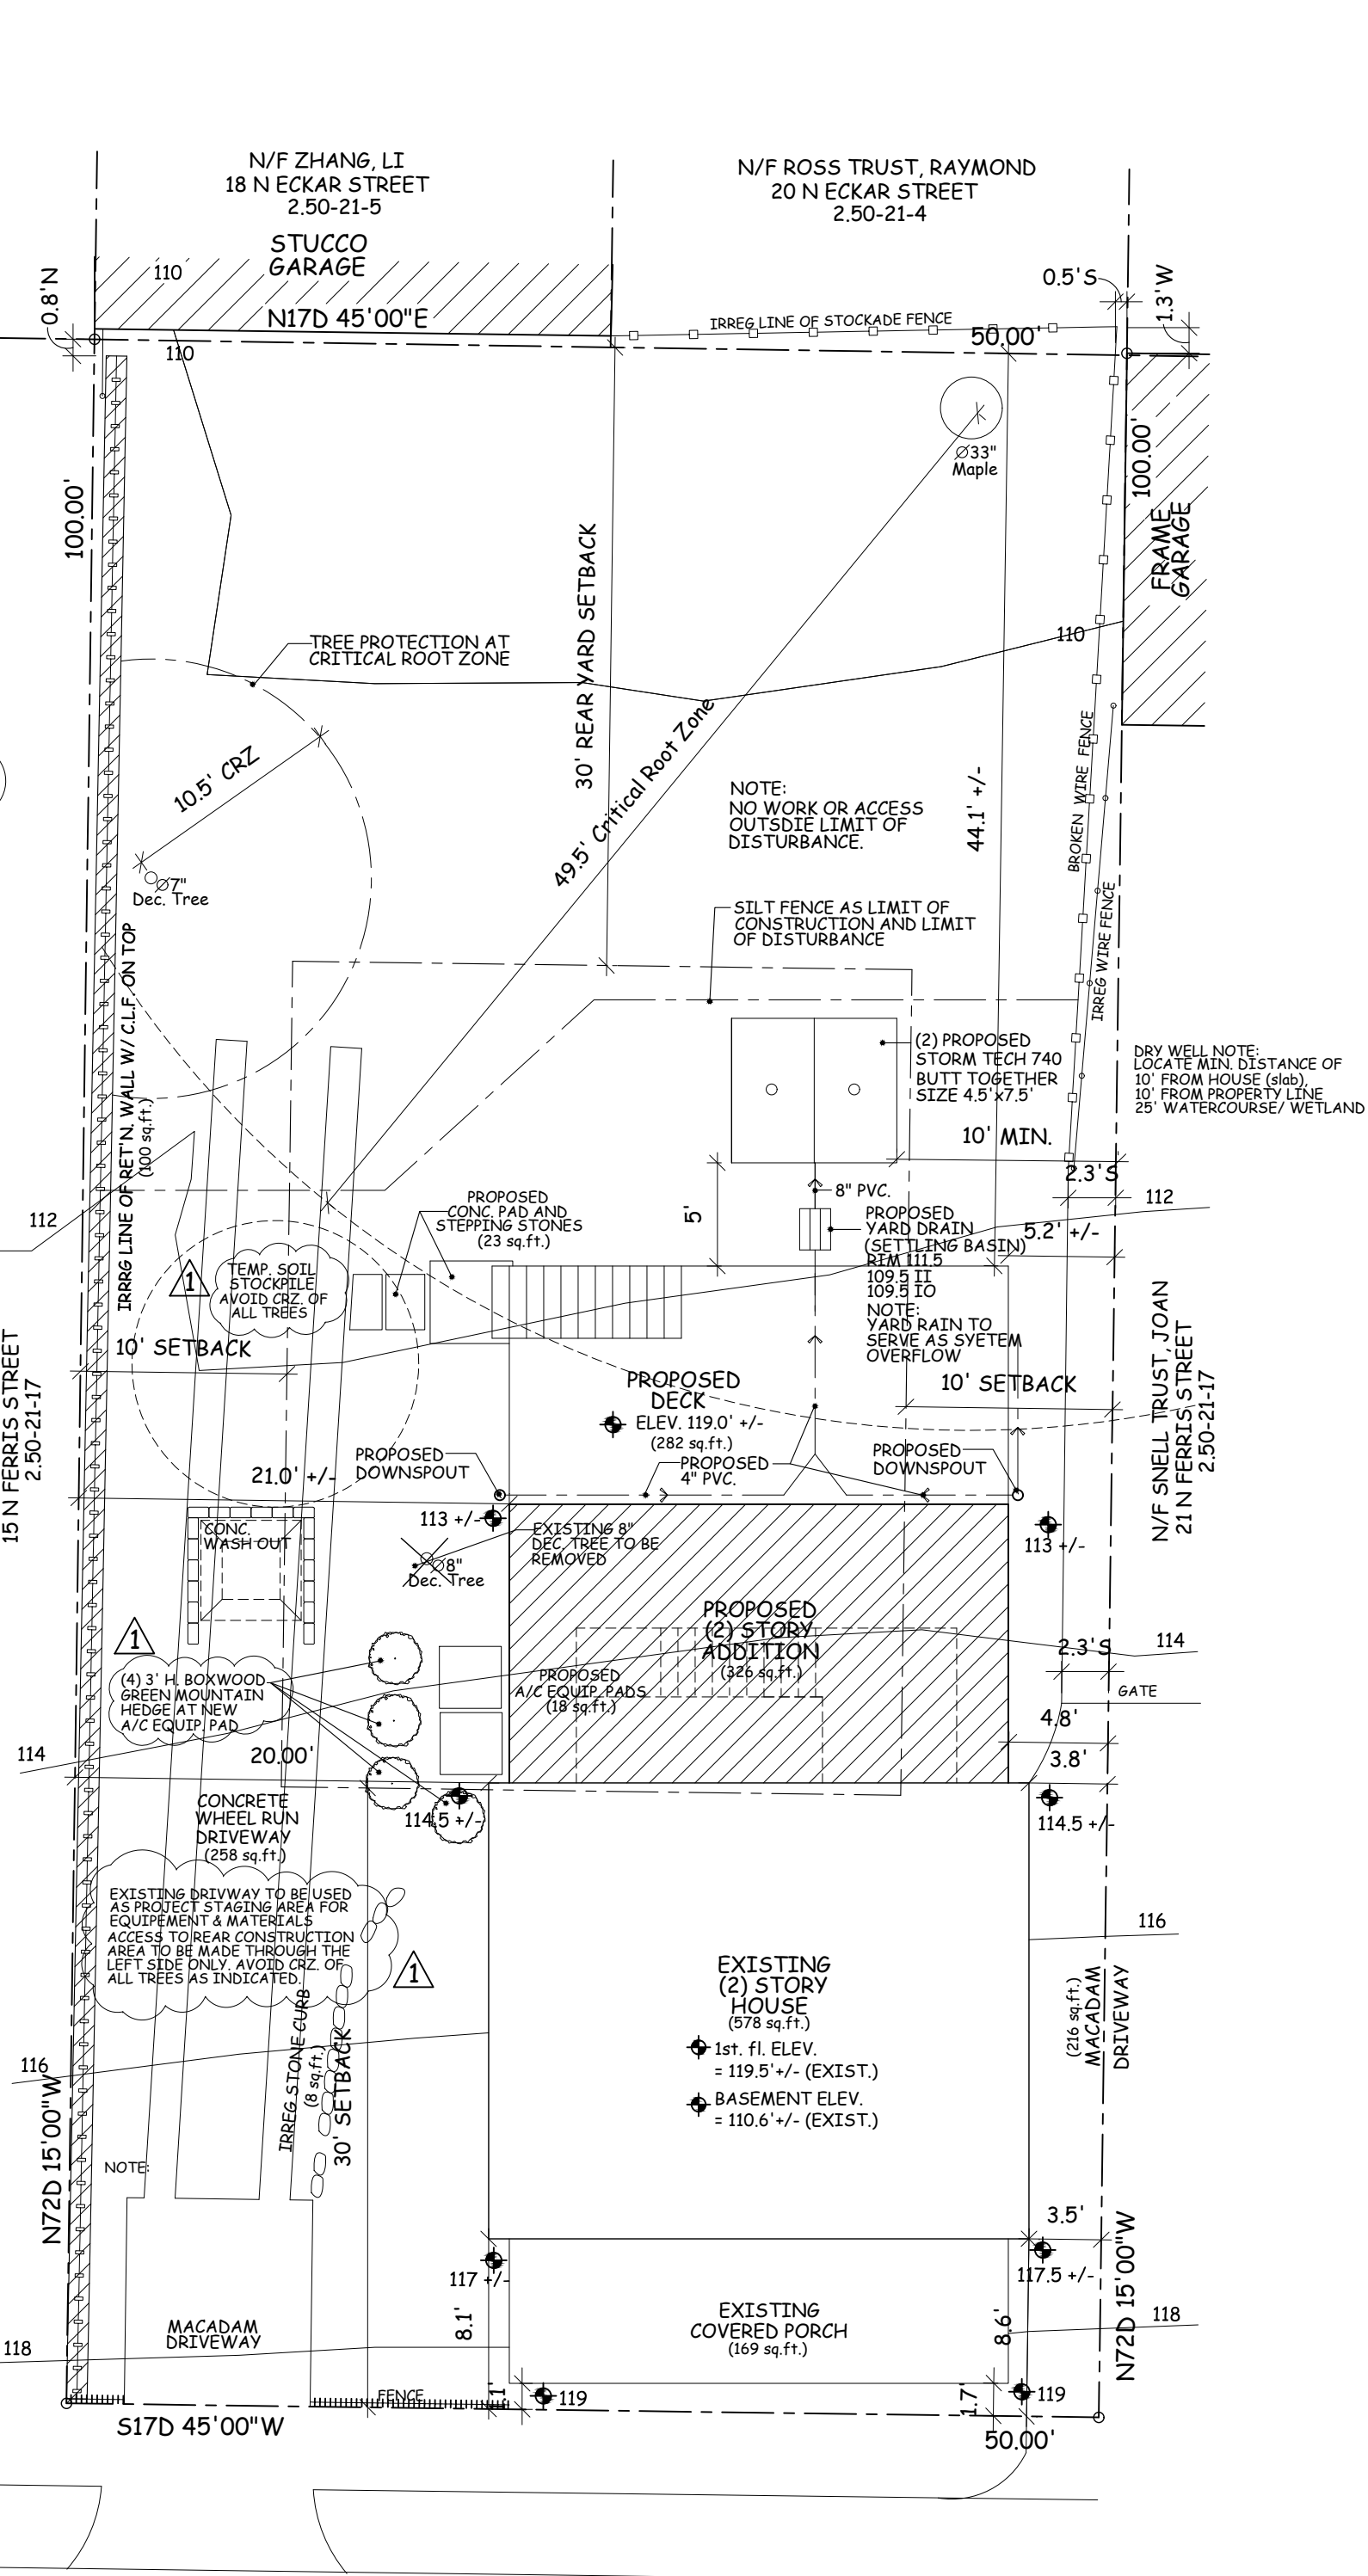 N/F ZHANG, LI
18 N ECKAR STREET
2.50-21-5
N/F ROSS TRUST, RAYMOND
20 N ECKAR STREET
2.50-21-4
STUCCO
GARAGE
110
0.8'N
0.5'S
1.3'W
N17D 45'00"E
IRREG LINE OF STOCKADE FENCE
50.00'
110
Ø33"
Maple
100.00'
100.00'
FRAME
GARAGE
30' REAR YARD SETBACK
TREE PROTECTION AT
CRITICAL ROOT ZONE
110
10.5' CRZ
49.5' Critical Root Zone
NOTE:
NO WORK OR ACCESS
OUTSDIE LIMIT OF
DISTURBANCE.
44.1' +/-
BROKEN WIRE FENCE
IRREG WIRE FENCE
Ø7"
Dec. Tree
SILT FENCE AS LIMIT OF
CONSTRUCTION AND LIMIT
OF DISTURBANCE
IRRG LINE OF RET'N. WALL W/ C.L.F. ON TOP
(100 sq.ft.)
(2) PROPOSED
STORM TECH 740
BUTT TOGETHER
SIZE 4.5'x7.5'
DRY WELL NOTE:
LOCATE MIN. DISTANCE OF
10' FROM HOUSE (slab),
10' FROM PROPERTY LINE
25' WATERCOURSE/ WETLAND
10' MIN.
2.3'S
112
112
8" PVC.
5'
PROPOSED
CONC. PAD AND
STEPPING STONES
(23 sq.ft.)
PROPOSED
YARD DRAIN
(SETTLING BASIN)
RIM 111.5
109.5 II
109.5 IO
NOTE:
YARD RAIN TO
SERVE AS SYETEM
OVERFLOW
5.2' +/-
1
TEMP. SOIL
STOCKPILE
AVOID CRZ. OF
ALL TREES
10' SETBACK
10' SETBACK
15 N FERRIS STREET
2.50-21-17
N/F SNELL TRUST, JOAN
21 N FERRIS STREET
2.50-21-17
PROPOSED
DECK
ELEV. 119.0' +/-
(282 sq.ft.)
PROPOSED
DOWNSPOUT
PROPOSED
4" PVC.
PROPOSED
DOWNSPOUT
21.0' +/-
113 +/-
113 +/-
CONC.
WASH OUT
EXISTING 8"
DEC. TREE TO BE
REMOVED
Ø8"
Dec. Tree
PROPOSED
(2) STORY
ADDITION
(326 sq.ft.)
1
(4) 3' H. BOXWOOD
GREEN MOUNTAIN
HEDGE AT NEW
A/C EQUIP. PAD
PROPOSED
A/C EQUIP. PADS
(18 sq.ft.)
2.3'S
114
GATE
4.8'
3.8'
114
20.00'
114.5 +/-
114.5 +/-
CONCRETE
WHEEL RUN
DRIVEWAY
(258 sq.ft.)
EXISTING DRIVWAY TO BE USED
AS PROJECT STAGING AREA FOR
EQUIPEMENT & MATERIALS
ACCESS TO REAR CONSTRUCTION
AREA TO BE MADE THROUGH THE
LEFT SIDE ONLY. AVOID CRZ. OF
ALL TREES AS INDICATED.
1
116
EXISTING
(2) STORY
HOUSE
(578 sq.ft.)
1st. fl. ELEV.
= 119.5'+/- (EXIST.)
BASEMENT ELEV.
= 110.6'+/- (EXIST.)
(216 sq.ft.)
MACADAM
DRIVEWAY
116
IRREG STONE CURB
(8 sq.ft.)
30' SETBACK
N72D 15'00"W
NOTE:
3.5'
117 +/-
117.5 +/-
N72D 15'00"W
8.1'
8.6'
EXISTING
COVERED PORCH
(169 sq.ft.)
MACADAM
DRIVEWAY
118
118
FENCE
119
1.7'
119
S17D 45'00"W
50.00'